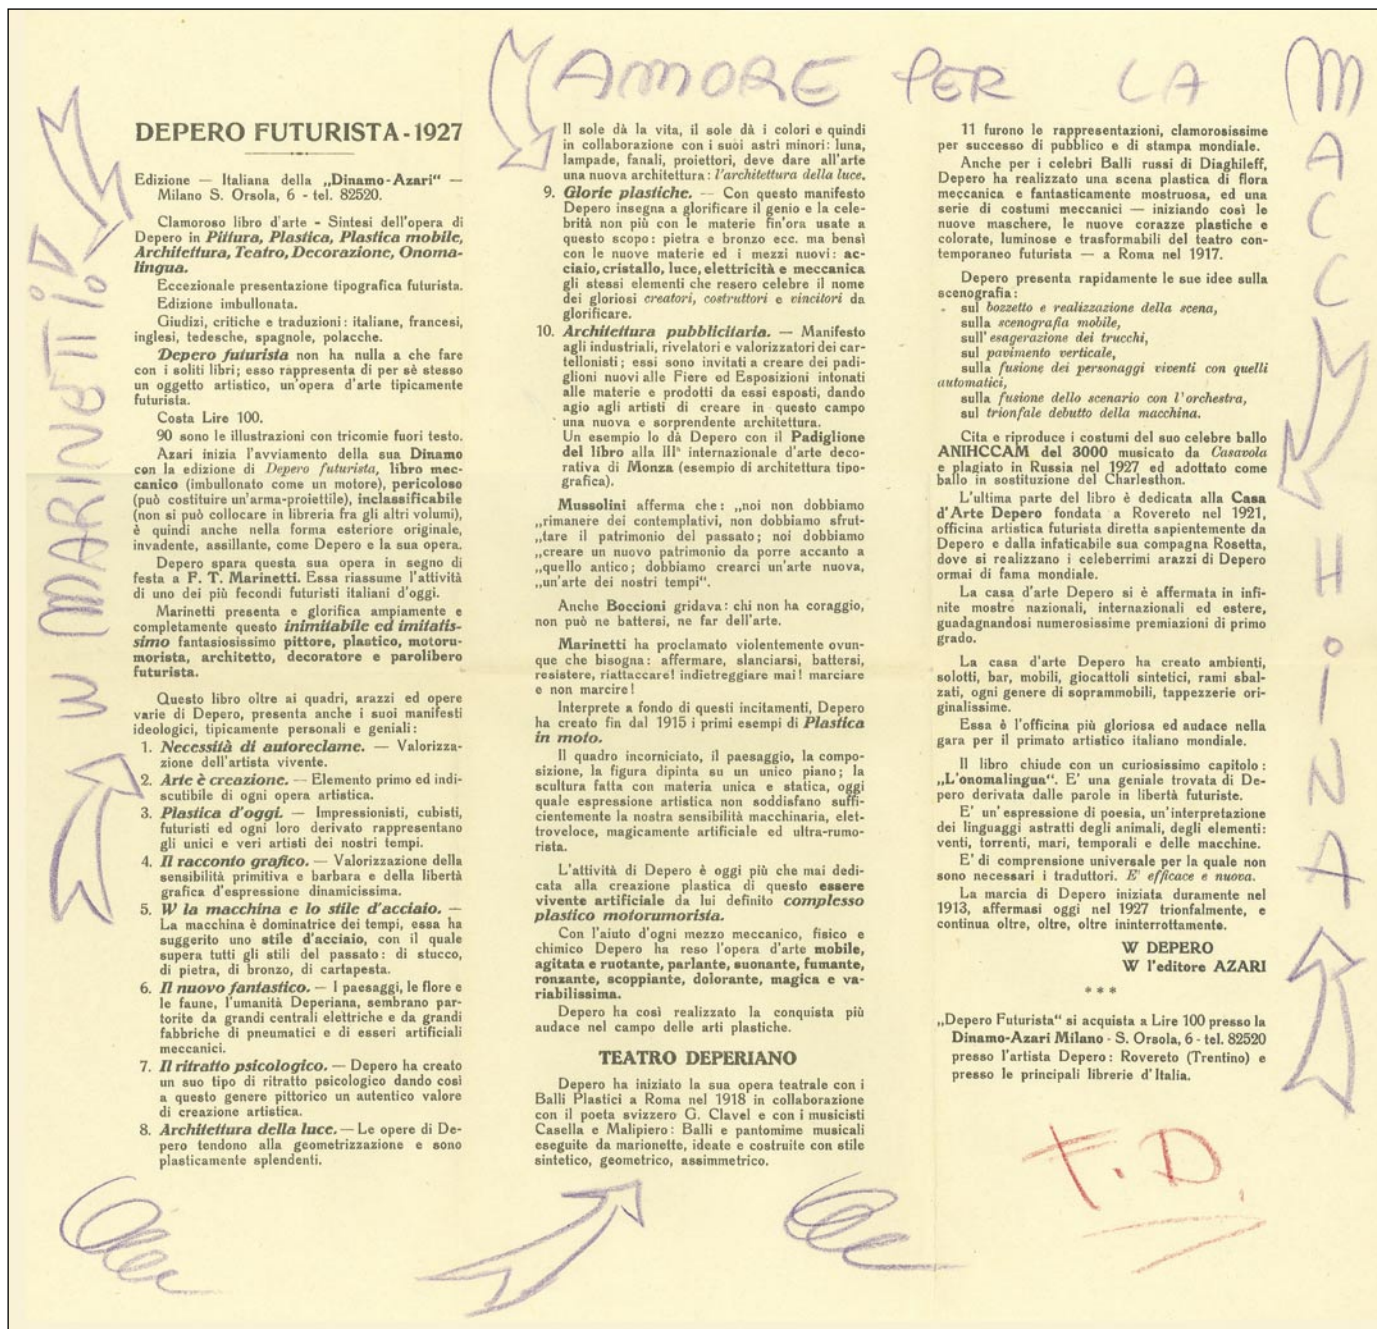 AMORE PER LA MACCHINA
W MARINETTI!
DEPERO FUTURISTA - 1927
Edizione — Italiana della „Dinamo-Azari“ —
Milano S. Orsola, 6 - tel. 82520.
Clamoroso libro d'arte - Sintesi dell'opera di
Depero in Pittura, Plastica, Plastica mobile,
Architettura, Teatro, Decorazione, Onoma-
lingua.
Eccezionale presentazione tipografica futurista.
Edizione imbullonata.
Giudizi, critiche e traduzioni: italiane, francesi,
inglesi, tedesche, spagnole, polacche.
Depero futurista non ha nulla a che fare
con i soliti libri; esso rappresenta di per sè stesso
un oggetto artistico, un'opera d'arte tipicamente
futurista.
Costa Lire 100.
90 sono le illustrazioni con tricomie fuori testo.
Azari inizia l'avviamento della sua Dinamo
con la edizione di Depero futurista, libro mec-
canico (imbullonato come un motore), pericoloso
(può costituire un'arma-proiettile), inclassificabile
(non si può collocare in libreria fra gli altri volumi),
è quindi anche nella forma esteriore originale,
invadente, assillante, come Depero e la sua opera.
Depero spara questa sua opera in segno di
festa a F. T. Marinetti. Essa riassume l'attività
di uno dei più fecondi futuristi italiani d'oggi.
Marinetti presenta e glorifica ampiamente e
completamente questo inimitabile ed imitatis-
simo fantasiosissimo pittore, plastico, motoru-
morista, architetto, decoratore e parolibero
futurista.
Questo libro oltre ai quadri, arazzi ed opere
varie di Depero, presenta anche i suoi manifesti
ideologici, tipicamente personali e geniali:
1. Necessità di autoreclame. — Valorizza-
zione dell'artista vivente.
2. Arte è creazione. — Elemento primo ed indi-
scutibile di ogni opera artistica.
3. Plastica d'oggi. — Impressionisti, cubisti,
futuristi ed ogni loro derivato rappresentano
gli unici e veri artisti dei nostri tempi.
4. Il racconto grafico. — Valorizzazione della
sensibilità primitiva e barbara e della libertà
grafica d'espressione dinamicissima.
5. W la macchina e lo stile d'acciaio. —
La macchina è dominatrice dei tempi, essa ha
suggerito uno stile d'acciaio, con il quale
supera tutti gli stili del passato: di stucco,
di pietra, di bronzo, di cartapesta.
6. Il nuovo fantastico. — I paesaggi, le flore e
le faune, l'umanità Deperiana, sembrano par-
torite da grandi centrali elettriche e da grandi
fabbriche di pneumatici e di esseri artificiali
meccanici.
7. Il ritratto psicologico. — Depero ha creato
un suo tipo di ritratto psicologico dando così
a questo genere pittorico un autentico valore
di creazione artistica.
8. Architettura della luce. — Le opere di De-
pero tendono alla geometrizzazione e sono
plasticamente splendenti.
Il sole dà la vita, il sole dà i colori e quindi
in collaborazione con i suoi astri minori: luna,
lampade, fanali, proiettori, deve dare all'arte
una nuova architettura: l'architettura della luce.
9. Glorie plastiche. — Con questo manifesto
Depero insegna a glorificare il genio e la cele-
brità non più con le materie fin'ora usate a
questo scopo: pietra e bronzo ecc. ma bensì
con le nuove materie ed i mezzi nuovi: ac-
ciaio, cristallo, luce, elettricità e meccanica
gli stessi elementi che resero celebre il nome
dei gloriosi creatori, costruttori e vincitori da
glorificare.
10. Architettura pubblicitaria. — Manifesto
agli industriali, rivelatori e valorizzatori dei car-
tellonisti; essi sono invitati a creare dei padi-
glioni nuovi alle Fiere ed Esposizioni intonati
alle materie e prodotti da essi esposti, dando
agio agli artisti di creare in questo campo
una nuova e sorprendente architettura.
Un esempio lo dà Depero con il Padiglione
del libro alla IIIª internazionale d'arte deco-
rativa di Monza (esempio di architettura tipo-
grafica).
Mussolini afferma che: „noi non dobbiamo
„rimanere dei contemplativi, non dobbiamo sfrut-
„tare il patrimonio del passato; noi dobbiamo
„creare un nuovo patrimonio da porre accanto a
„quello antico; dobbiamo crearci un'arte nuova,
„un'arte dei nostri tempi“.
Anche Boccioni gridava: chi non ha coraggio,
non può ne battersi, ne far dell'arte.
Marinetti ha proclamato violentemente ovun-
que che bisogna: affermare, slanciarsi, battersi,
resistere, riattaccare! indietreggiare mai! marciare
e non marcire!
Interprete a fondo di questi incitamenti, Depero
ha creato fin dal 1915 i primi esempi di Plastica
in moto.
Il quadro incorniciato, il paesaggio, la compo-
sizione, la figura dipinta su un unico piano; la
scultura fatta con materia unica e statica, oggi
quale espressione artistica non soddisfano suffi-
cientemente la nostra sensibilità macchinaria, elet-
troveloce, magicamente artificiale ed ultra-rumo-
rista.
L'attività di Depero è oggi più che mai dedi-
cata alla creazione plastica di questo essere
vivente artificiale da lui definito complesso
plastico motorumorista.
Con l'aiuto d'ogni mezzo meccanico, fisico e
chimico Depero ha reso l'opera d'arte mobile,
agitata e ruotante, parlante, suonante, fumante,
ronzante, scoppiante, dolorante, magica e va-
riabilissima.
Depero ha così realizzato la conquista più
audace nel campo delle arti plastiche.
TEATRO DEPERIANO
Depero ha iniziato la sua opera teatrale con i
Balli Plastici a Roma nel 1918 in collaborazione
con il poeta svizzero G. Clavel e con i musicisti
Casella e Malipiero: Balli e pantomime musicali
eseguite da marionette, ideate e costruite con stile
sintetico, geometrico, assimmetrico.
11 furono le rappresentazioni, clamorosissime
per successo di pubblico e di stampa mondiale.
Anche per i celebri Balli russi di Diaghileff,
Depero ha realizzato una scena plastica di flora
meccanica e fantasticamente mostruosa, ed una
serie di costumi meccanici — iniziando così le
nuove maschere, le nuove corazze plastiche e
colorate, luminose e trasformabili del teatro con-
temporaneo futurista — a Roma nel 1917.
Depero presenta rapidamente le sue idee sulla
scenografia:
sul bozzetto e realizzazione della scena,
sulla scenografia mobile,
sull'esagerazione dei trucchi,
sul pavimento verticale,
sulla fusione dei personaggi viventi con quelli
automatici,
sulla fusione dello scenario con l'orchestra,
sul trionfale debutto della macchina.
Cita e riproduce i costumi del suo celebre ballo
ANIHCCAM del 3000 musicato da Casavola
e plagiato in Russia nel 1927 ed adottato come
ballo in sostituzione del Charlesthon.
L'ultima parte del libro è dedicata alla Casa
d'Arte Depero fondata a Rovereto nel 1921,
officina artistica futurista diretta sapientemente da
Depero e dalla infaticabile sua compagna Rosetta,
dove si realizzano i celeberrimi arazzi di Depero
ormai di fama mondiale.
La casa d'arte Depero si è affermata in infi-
nite mostre nazionali, internazionali ed estere,
guadagnandosi numerosissime premiazioni di primo
grado.
La casa d'arte Depero ha creato ambienti,
solotti, bar, mobili, giocattoli sintetici, rami sbal-
zati, ogni genere di soprammobili, tappezzerie ori-
ginalissime.
Essa è l'officina più gloriosa ed audace nella
gara per il primato artistico italiano mondiale.
Il libro chiude con un curiosissimo capitolo:
„L'onomalingua“. E' una geniale trovata di De-
pero derivata dalle parole in libertà futuriste.
E' un'espressione di poesia, un'interpretazione
dei linguaggi astratti degli animali, degli elementi:
venti, torrenti, mari, temporali e delle macchine.
E' di comprensione universale per la quale non
sono necessari i traduttori. E' efficace e nuova.
La marcia di Depero iniziata duramente nel
1913, affermasi oggi nel 1927 trionfalmente, e
continua oltre, oltre, oltre ininterrottamente.
W DEPERO
W l'editore AZARI
* * *
„Depero Futurista“ si acquista a Lire 100 presso la
Dinamo-Azari Milano - S. Orsola, 6 - tel. 82520
presso l'artista Depero: Rovereto (Trentino) e
presso le principali librerie d'Italia.
F. D.